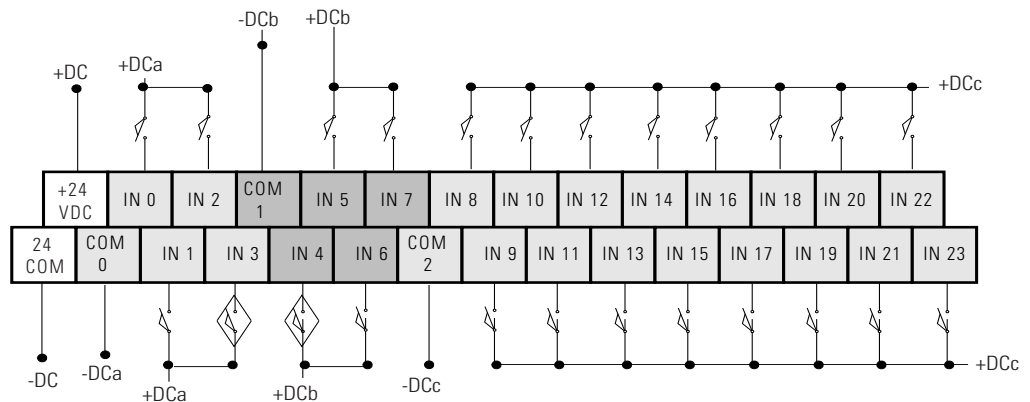 -DCb
+DCb
+DC
+DCa
+DCc
+24
VDC
IN 0
IN 2
COM
1
IN 5
IN 7
IN 8
IN 10
IN 12
IN 14
IN 16
IN 18
IN 20
IN 22
24
COM
COM
0
IN 1
IN 3
IN 4
IN 6
COM
2
IN 9
IN 11
IN 13
IN 15
IN 17
IN 19
IN 21
IN 23
-DC
-DCa
+DCa
+DCb
-DCc
+DCc